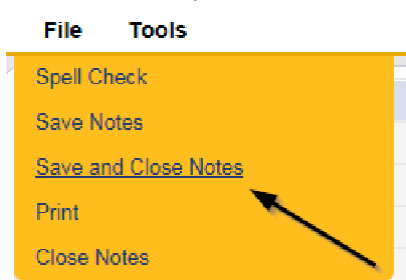 File Tools
Spell Check
Save Notes
Save and Close Notes
Print
Close Notes